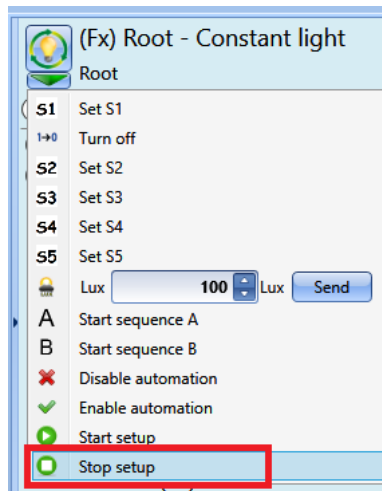 (Fx) Root - Constant light
Root
S1 Set S1
1→0 Turn off
S2 Set S2
S3 Set S3
S4 Set S4
S5 Set S5
Lux 100 Lux Send
A Start sequence A
B Start sequence B
Disable automation
Enable automation
Start setup
Stop setup